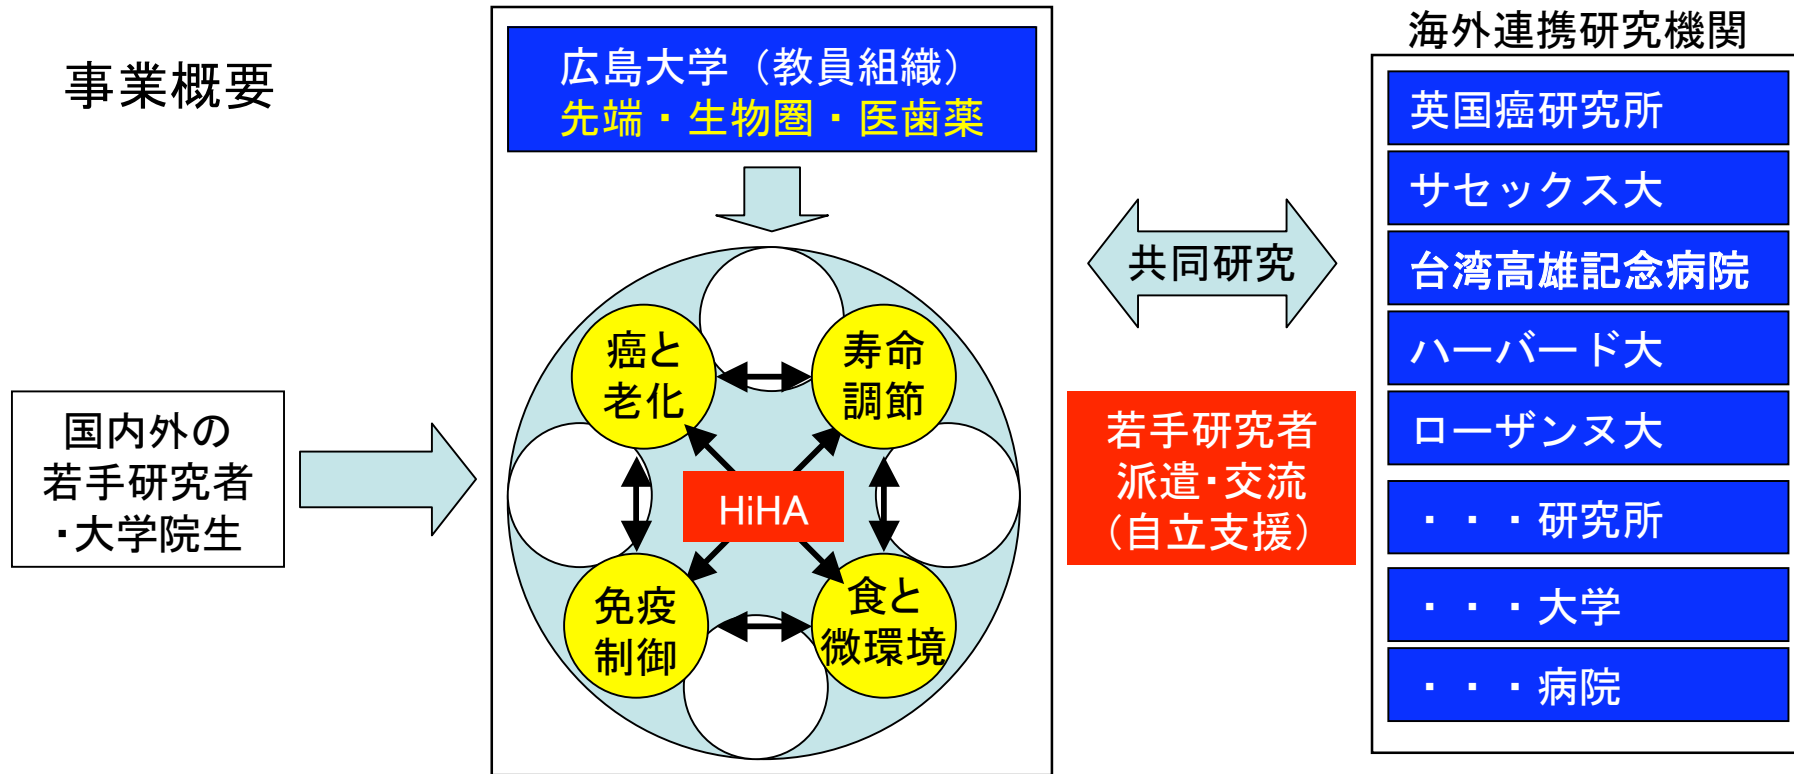 事業概要
広島大学（教員組織）
先端・生物圏・医歯薬
癌と
老化
寿命
調節
HiHA
免疫
制御
食と
微環境
国内外の
若手研究者
・大学院生
共同研究
若手研究者
派遣・交流
（自立支援）
海外連携研究機関
英国癌研究所
サセックス大
台湾高雄記念病院
ハーバード大
ローザンヌ大
・・・研究所
・・・大学
・・・病院